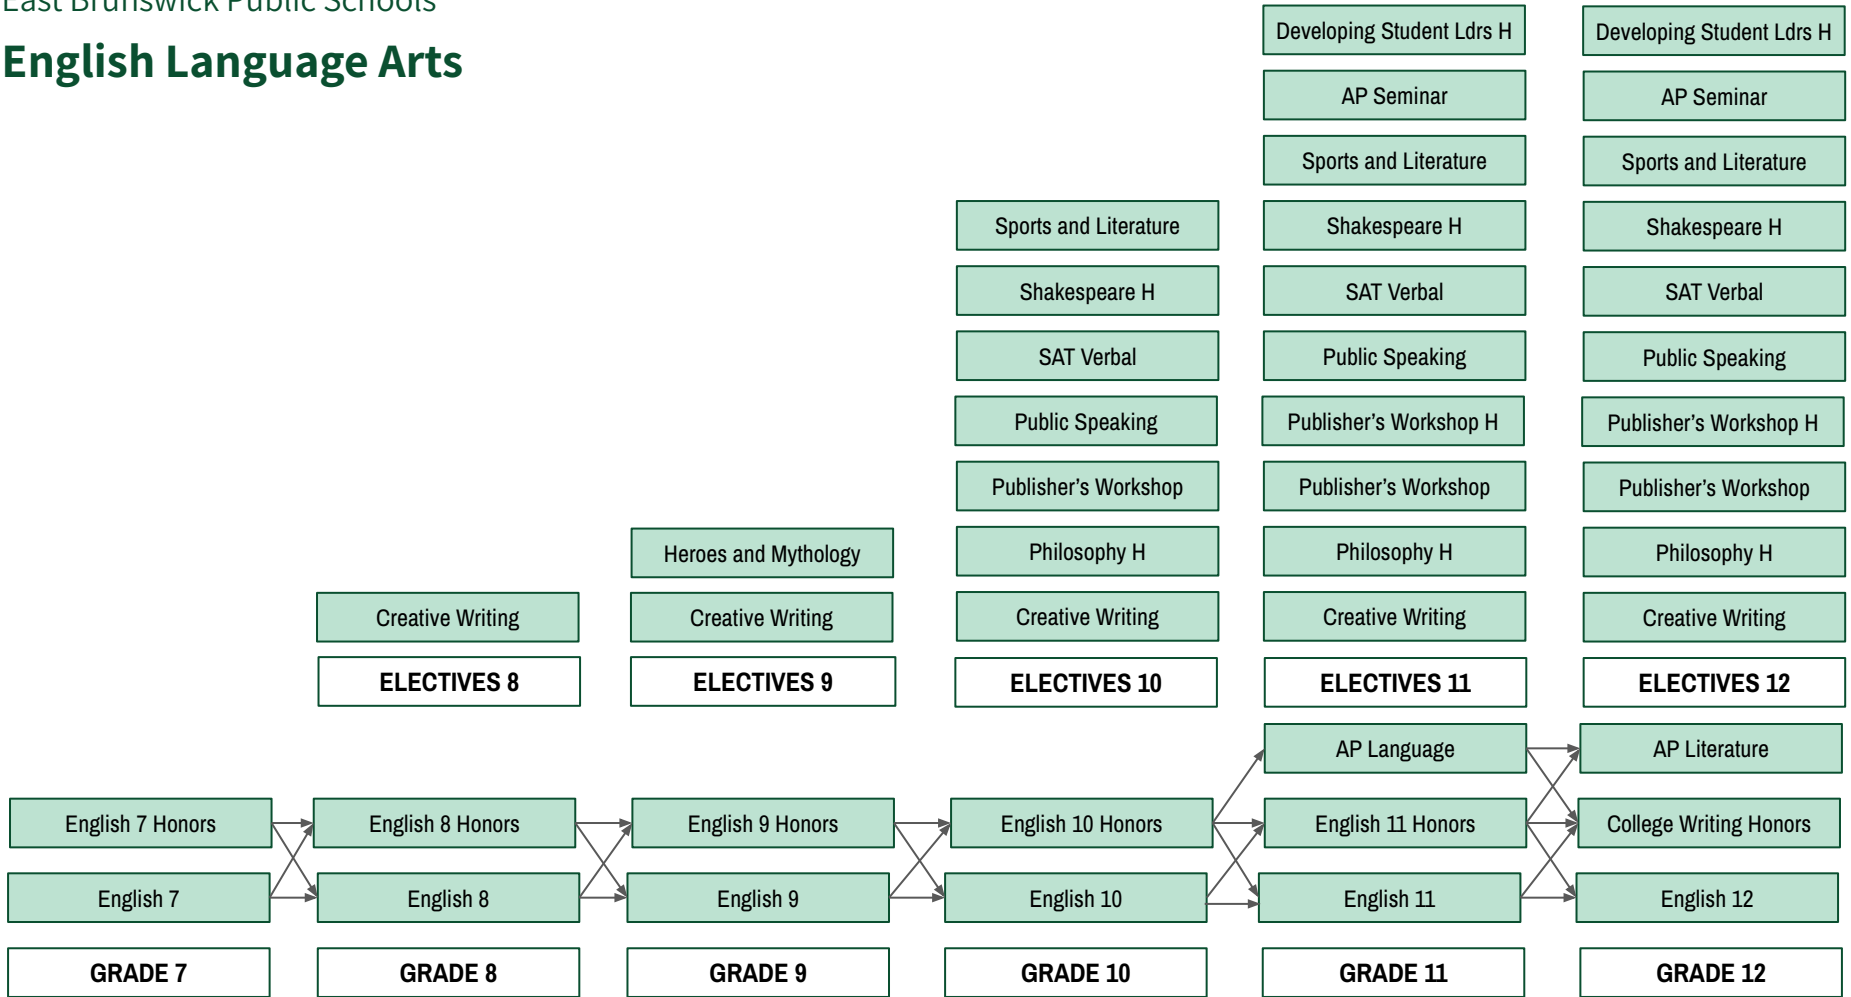 East Brunswick Public Schools
English Language Arts
Developing Student Ldrs H
Developing Student Ldrs H
AP Seminar
AP Seminar
Sports and Literature
Sports and Literature
Sports and Literature
Shakespeare H
Shakespeare H
Shakespeare H
SAT Verbal
SAT Verbal
SAT Verbal
Public Speaking
Public Speaking
Public Speaking
Publisher’s Workshop H
Publisher’s Workshop H
Publisher’s Workshop
Publisher’s Workshop
Publisher’s Workshop
Heroes and Mythology
Philosophy H
Philosophy H
Philosophy H
Creative Writing
Creative Writing
Creative Writing
Creative Writing
Creative Writing
ELECTIVES 8
ELECTIVES 9
ELECTIVES 10
ELECTIVES 11
ELECTIVES 12
AP Language
AP Literature
English 7 Honors
English 8 Honors
English 9 Honors
English 10 Honors
English 11 Honors
College Writing Honors
English 7
English 8
English 9
English 10
English 11
English 12
GRADE 7
GRADE 8
GRADE 9
GRADE 10
GRADE 11
GRADE 12